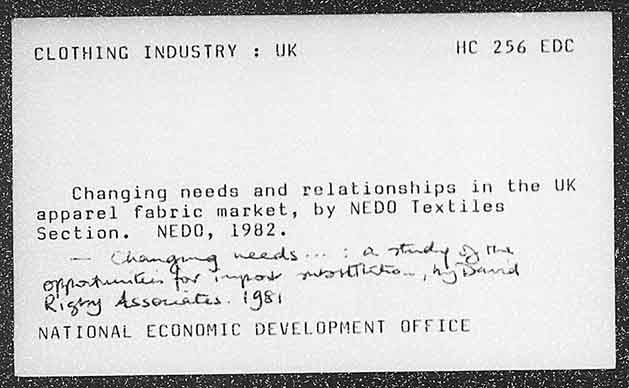 CLOTHING INDUSTRY : UK HC 256 EDC
Changing needs and relationships in the UK
apparel fabric market, by NEDO Textiles
Section. NEDO, 1982.
- Changing needs ... : a study of the
opportunities for import substitution, by David
Rigby Associates. 1981
NATIONAL ECONOMIC DEVELOPMENT OFFICE